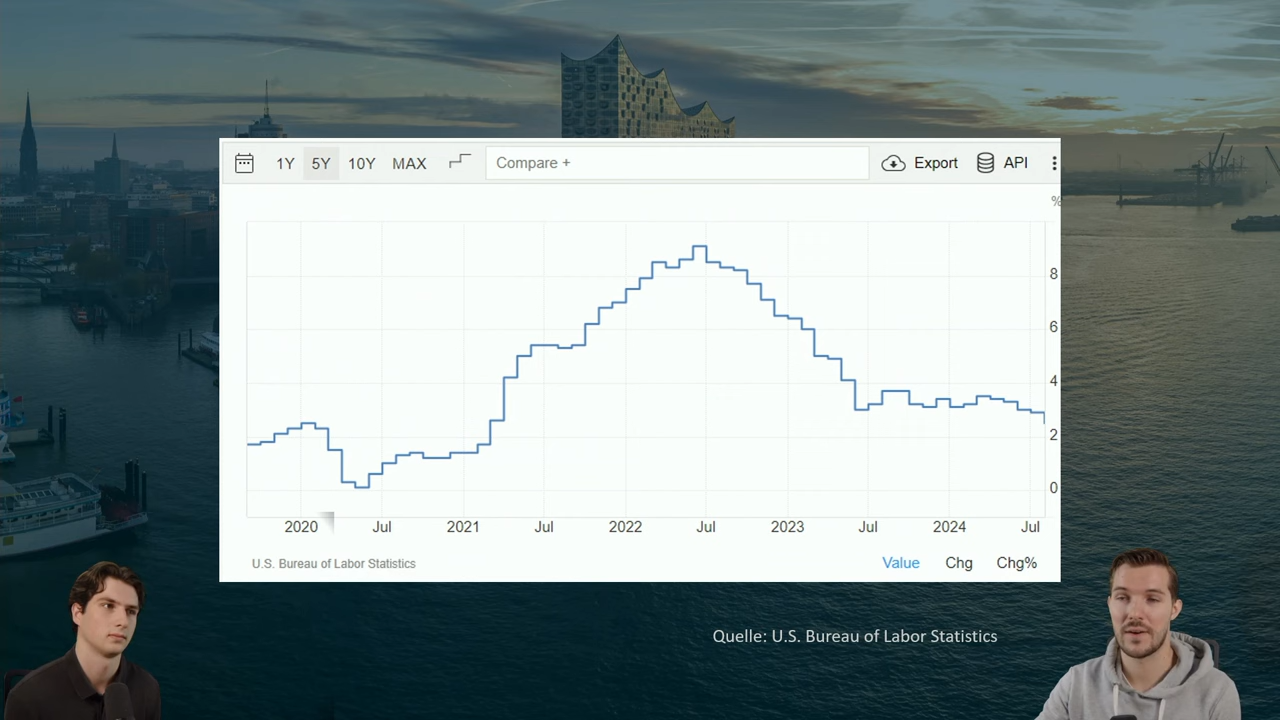 1Y 5Y 10Y MAX Compare + Export API
%
8
6
4
2
0
2020 Jul 2021 Jul 2022 Jul 2023 Jul 2024 Jul
U.S. Bureau of Labor Statistics Value Chg Chg%
Quelle: U.S. Bureau of Labor Statistics